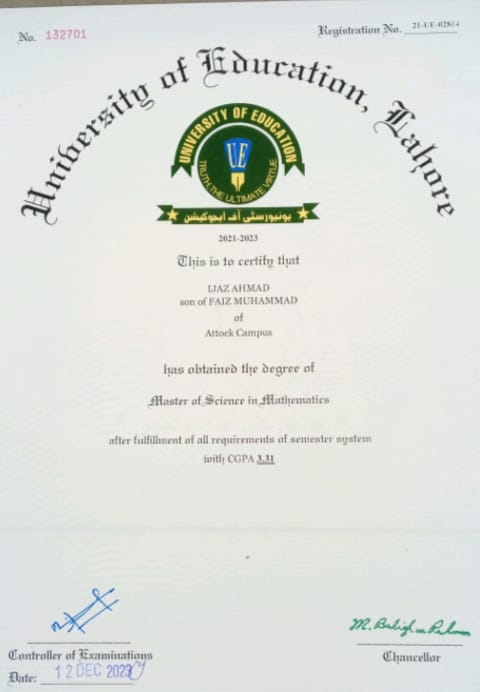 No. 132701
Registration No. 21-UE-02814
University of Education, Lahore
UNIVERSITY OF EDUCATION
UE
TRUTH THE ULTIMATE VIRTUE
یونیورسٹی آف ایجوکیشن
2021-2023
This is to certify that
IJAZ AHMAD
son of FAIZ MUHAMMAD
of
Attock Campus
has obtained the degree of
Master of Science in Mathematics
after fulfillment of all requirements of semester system
with CGPA 3.31
Controller of Examinations
Date: 12 DEC 2023
M. Baligh ur Rehman
Chancellor